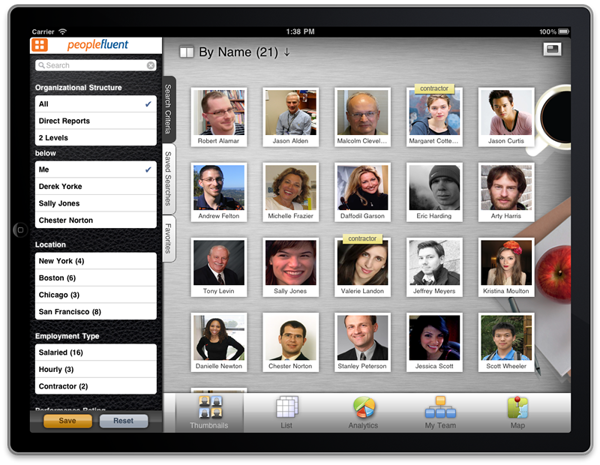 Carrier
1:38 PM
100%
peoplefluent
By Name (21) ↓
Search
Organizational Structure
All
Direct Reports
2 Levels
below
Me
Derek Yorke
Sally Jones
Chester Norton
Location
New York (4)
Boston (6)
Chicago (3)
San Francisco (8)
Employment Type
Salaried (16)
Hourly (3)
Contractor (2)
Performance Rating
Save
Reset
Search Criteria
Saved Searches
Favorites
contractor
Robert Alamar
Jason Alden
Malcolm Clevel...
Margaret Cotte...
Jason Curtis
Andrew Felton
Michelle Frazier
Daffodil Garson
Eric Harding
Arty Harris
contractor
Tony Levin
Sally Jones
Valerie Landon
Jeffrey Meyers
Kristina Moulton
Danielle Newton
Chester Norton
Stanley Peterson
Jessica Scott
Scott Wheeler
Thumbnails
List
Analytics
My Team
Map